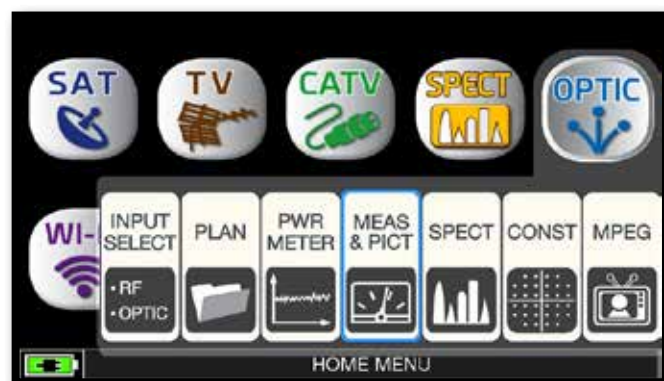 SAT
TV
CATV
SPECT
OPTIC
WI-
INPUT
SELECT
• RF
• OPTIC
PLAN
PWR
METER
MEAS
& PICT
SPECT
CONST
MPEG
HOME MENU